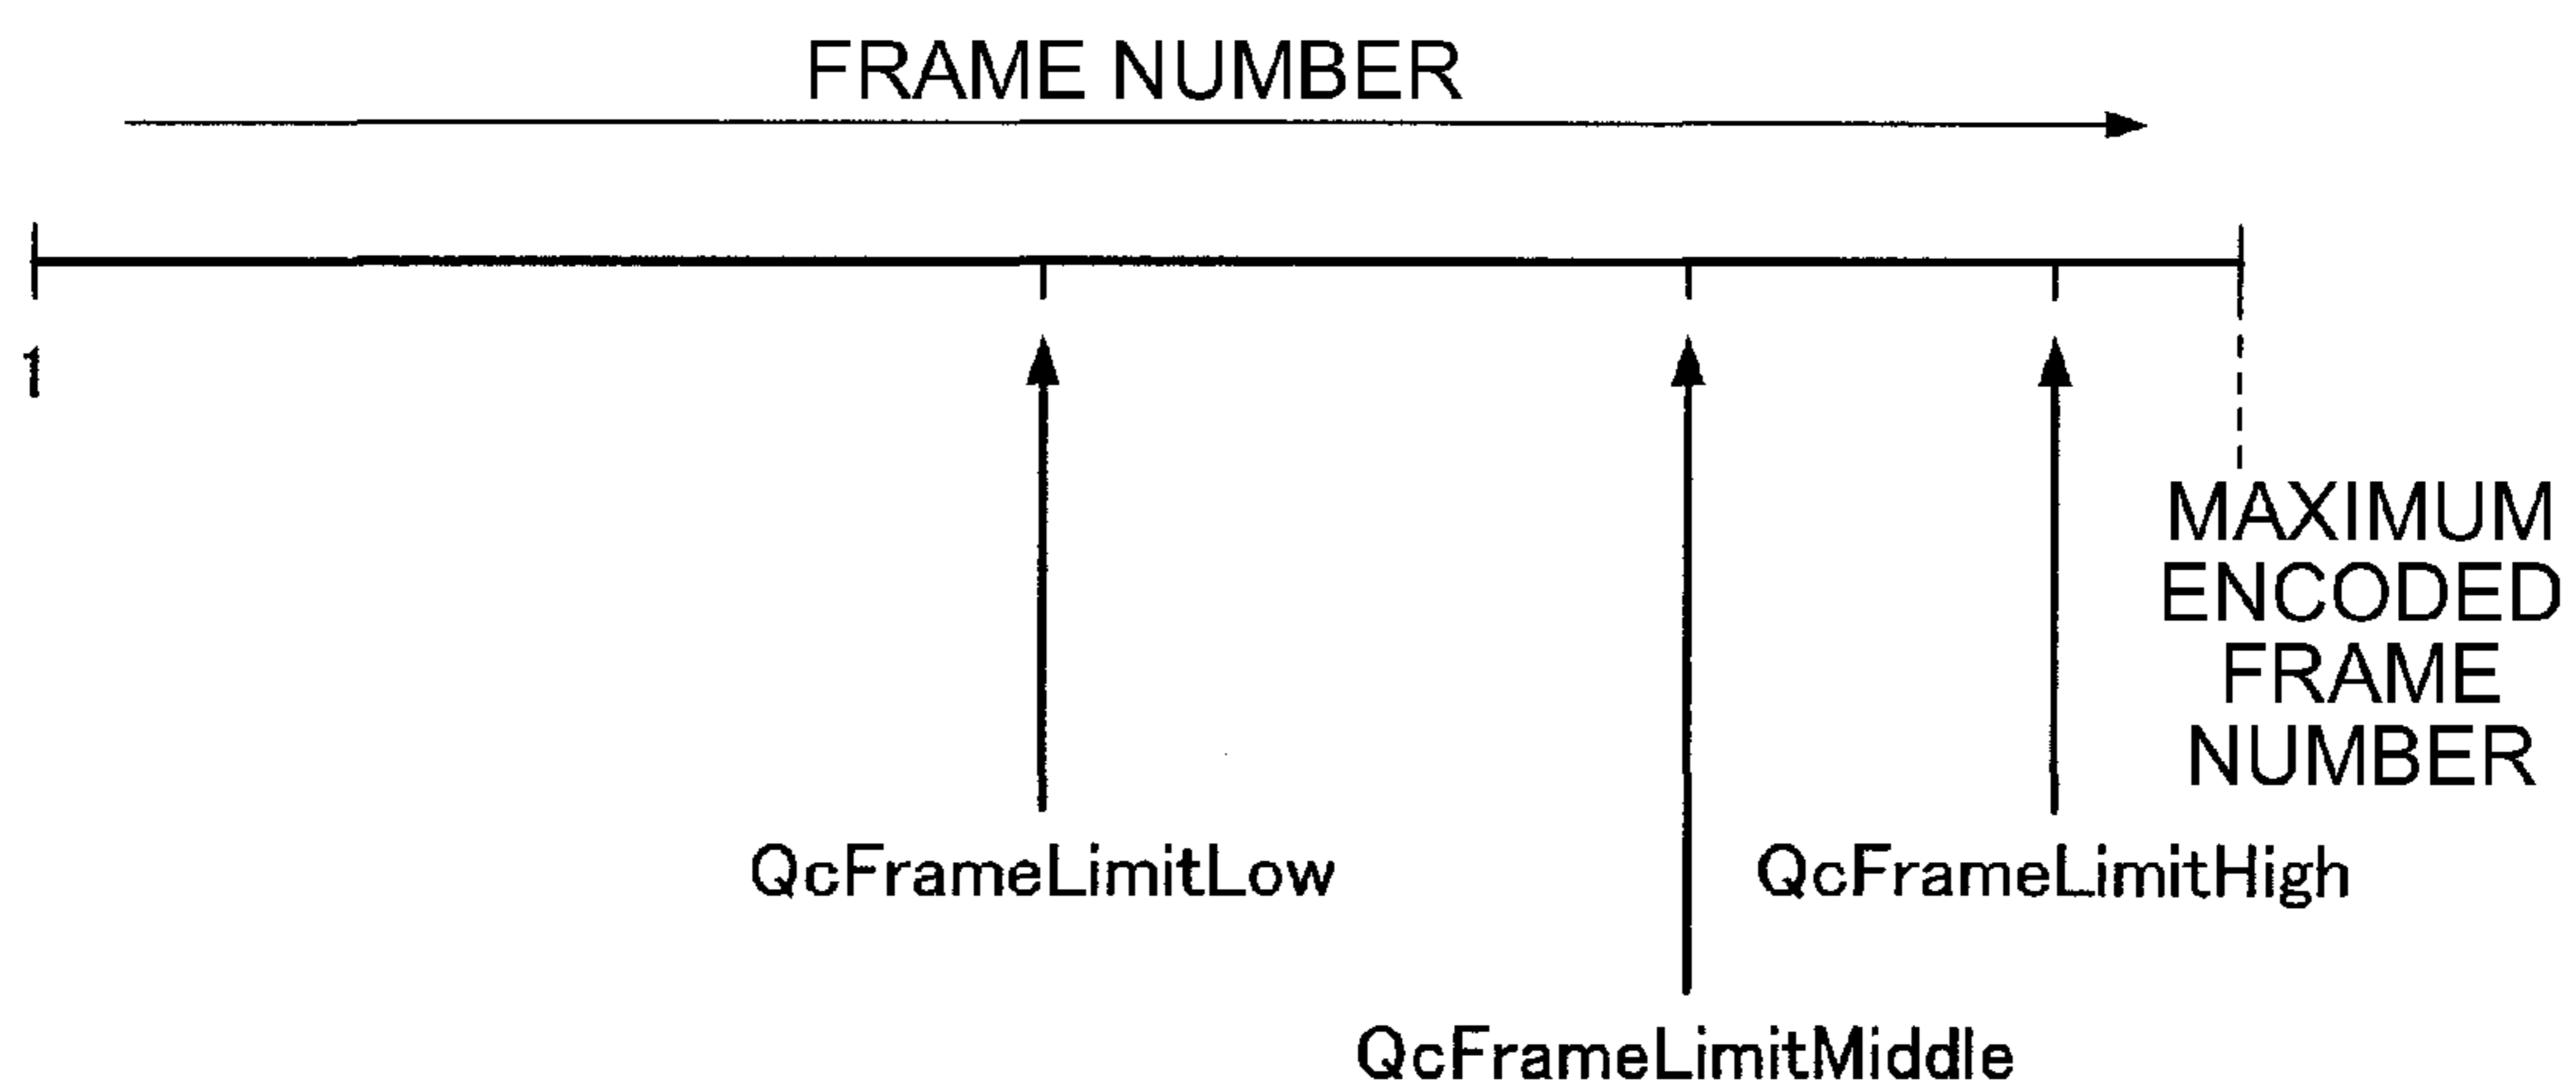 FRAME NUMBER
1
MAXIMUM
ENCODED
FRAME
NUMBER
QcFrameLimitLow
QcFrameLimitHigh
QcFrameLimitMiddle